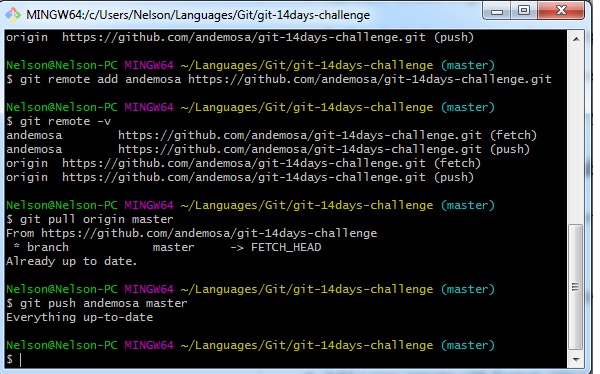 MINGW64:/c/Users/Nelson/Languages/Git/git-14days-challenge
origin  https://github.com/andemosa/git-14days-challenge.git (push)
Nelson@Nelson-PC MINGW64 ~/Languages/Git/git-14days-challenge (master)
$ git remote add andemosa https://github.com/andemosa/git-14days-challenge.git
Nelson@Nelson-PC MINGW64 ~/Languages/Git/git-14days-challenge (master)
$ git remote -v
andemosa        https://github.com/andemosa/git-14days-challenge.git (fetch)
andemosa        https://github.com/andemosa/git-14days-challenge.git (push)
origin  https://github.com/andemosa/git-14days-challenge.git (fetch)
origin  https://github.com/andemosa/git-14days-challenge.git (push)
Nelson@Nelson-PC MINGW64 ~/Languages/Git/git-14days-challenge (master)
$ git pull origin master
From https://github.com/andemosa/git-14days-challenge
 * branch            master     -> FETCH_HEAD
Already up to date.
Nelson@Nelson-PC MINGW64 ~/Languages/Git/git-14days-challenge (master)
$ git push andemosa master
Everything up-to-date
Nelson@Nelson-PC MINGW64 ~/Languages/Git/git-14days-challenge (master)
$